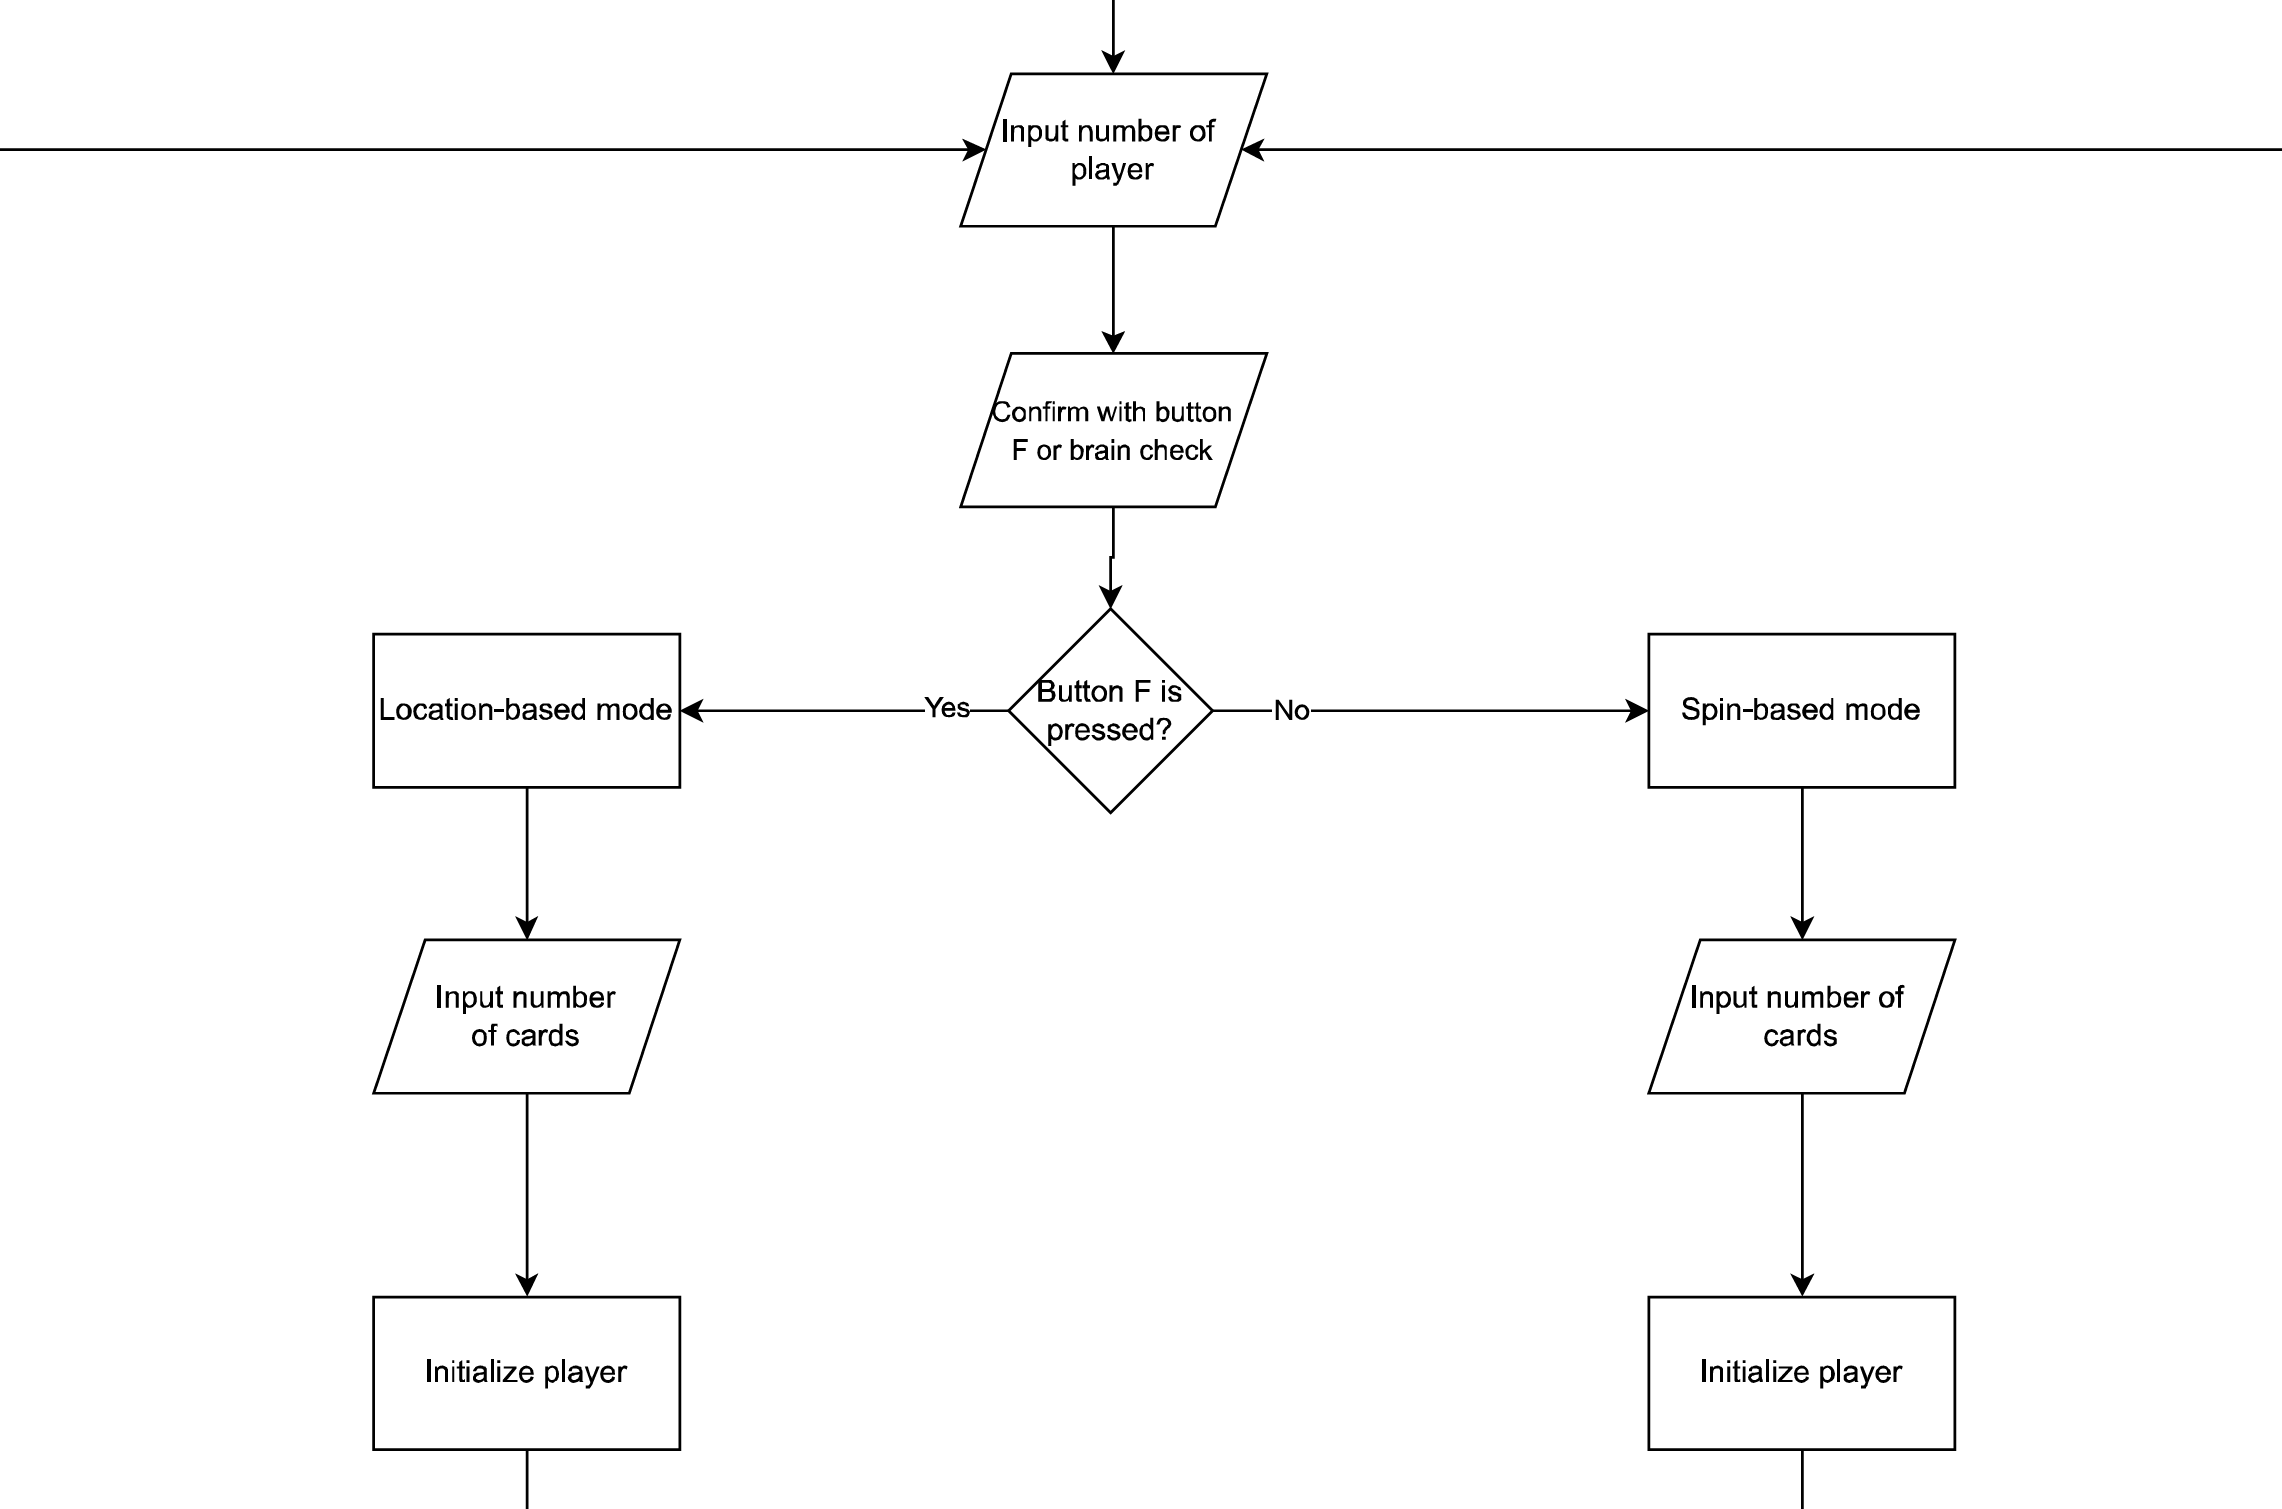 Input number of
player
Confirm with button
F or brain check
Button F is
pressed?
Yes
No
Location-based mode
Spin-based mode
Input number
of cards
Input number of
cards
Initialize player
Initialize player